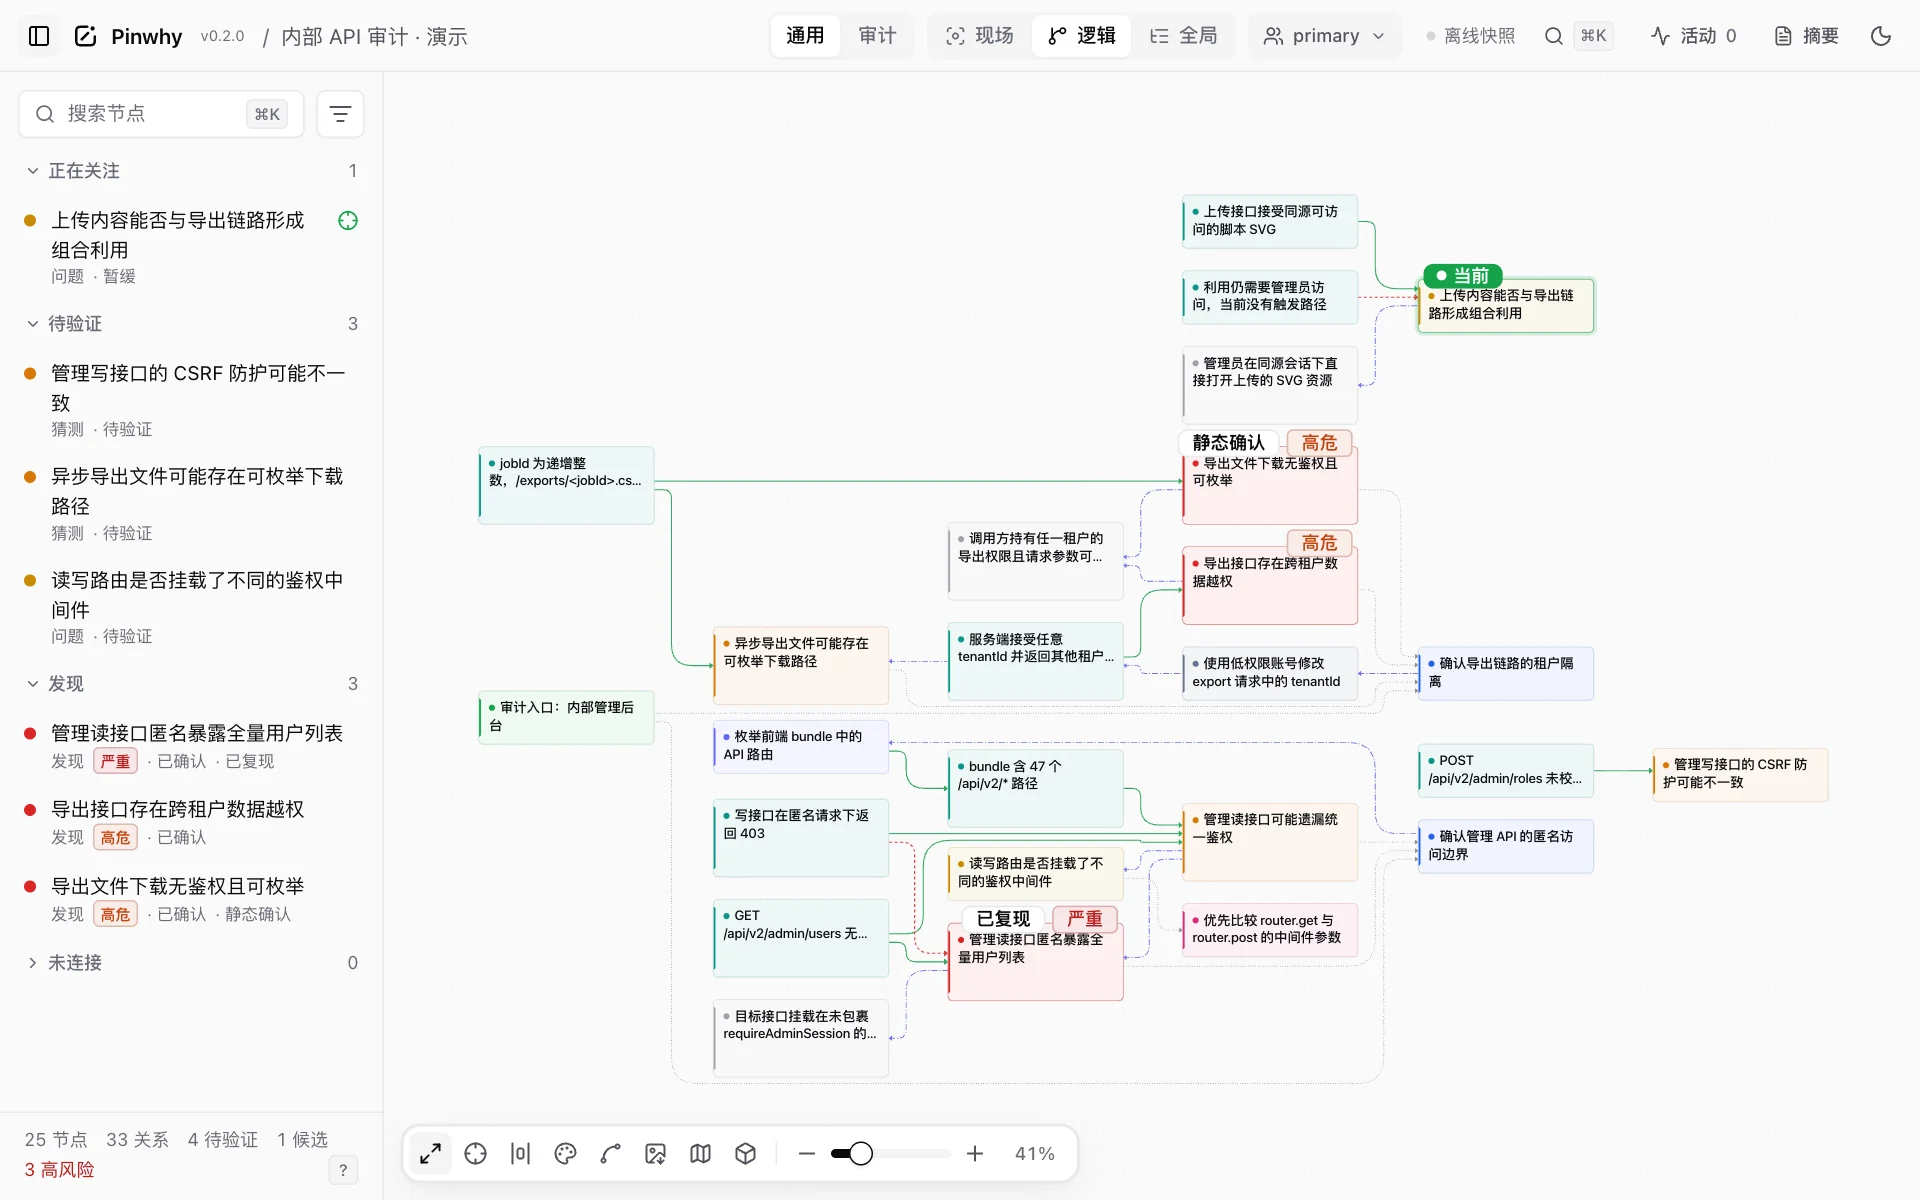 Pinwhy v0.2.0 / 内部 API 审计 · 演示
通用 审计 现场 逻辑 全局 primary 离线快照 ⌘K 活动 0 摘要
搜索节点 ⌘K
正在关注 1
上传内容能否与导出链路形成
组合利用
问题 · 暂缓
待验证 3
管理写接口的 CSRF 防护可能不一
致
猜测 · 待验证
异步导出文件可能存在可枚举下载
路径
猜测 · 待验证
读写路由是否挂载了不同的鉴权中
间件
问题 · 待验证
发现 3
管理读接口匿名暴露全量用户列表
发现 严重 · 已确认 · 已复现
导出接口存在跨租户数据越权
发现 高危 · 已确认
导出文件下载无鉴权且可枚举
发现 高危 · 已确认 · 静态确认
未连接 0
25 节点 33 关系 4 待验证 1 候选
3 高风险 ?
上传接口接受同源可访
问的脚本 SVG
利用仍需要管理员访
问，当前没有触发路径
当前
上传内容能否与导出链
路形成组合利用
管理员在同源会话下直
接打开上传的 SVG 资源
jobId 为递增整
数，/exports/<jobId>.cs...
静态确认 高危
导出文件下载无鉴权且
可枚举
调用方持有任一租户的
导出权限且请求参数可...
高危
导出接口存在跨租户数
据越权
异步导出文件可能存在
可枚举下载路径
服务端接受任意
tenantId 并返回其他租户...
使用低权限账号修改
export 请求中的 tenantId
确认导出链路的租户隔
离
审计入口：内部管理后
台
枚举前端 bundle 中的
API 路由
bundle 含 47 个
/api/v2/* 路径
POST
/api/v2/admin/roles 未校...
管理写接口的 CSRF 防
护可能不一致
写接口在匿名请求下返
回 403
管理读接口可能遗漏统
一鉴权
确认管理 API 的匿名访
问边界
读写路由是否挂载了不
同的鉴权中间件
GET
/api/v2/admin/users 无...
已复现 严重
管理读接口匿名暴露全
量用户列表
优先比较 router.get 与
router.post 的中间件参数
目标接口挂载在未包裹
requireAdminSession 的...
41%